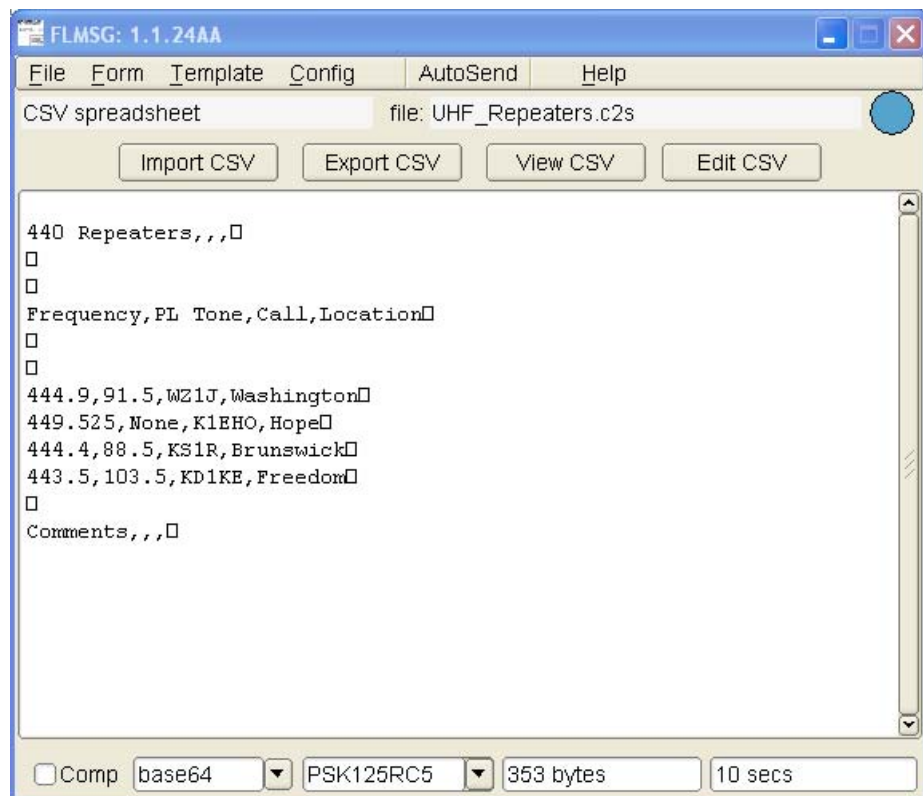 FLMSG: 1.1.24AA
File Form Template Config AutoSend Help
CSV spreadsheet file: UHF_Repeaters.c2s
Import CSV Export CSV View CSV Edit CSV
440 Repeaters,,,
Frequency,PL Tone,Call,Location
444.9,91.5,WZ1J,Washington
449.525,None,K1EHO,Hope
444.4,88.5,KS1R,Brunswick
443.5,103.5,KD1KE,Freedom
Comments,,,
Comp base64 PSK125RC5 353 bytes 10 secs